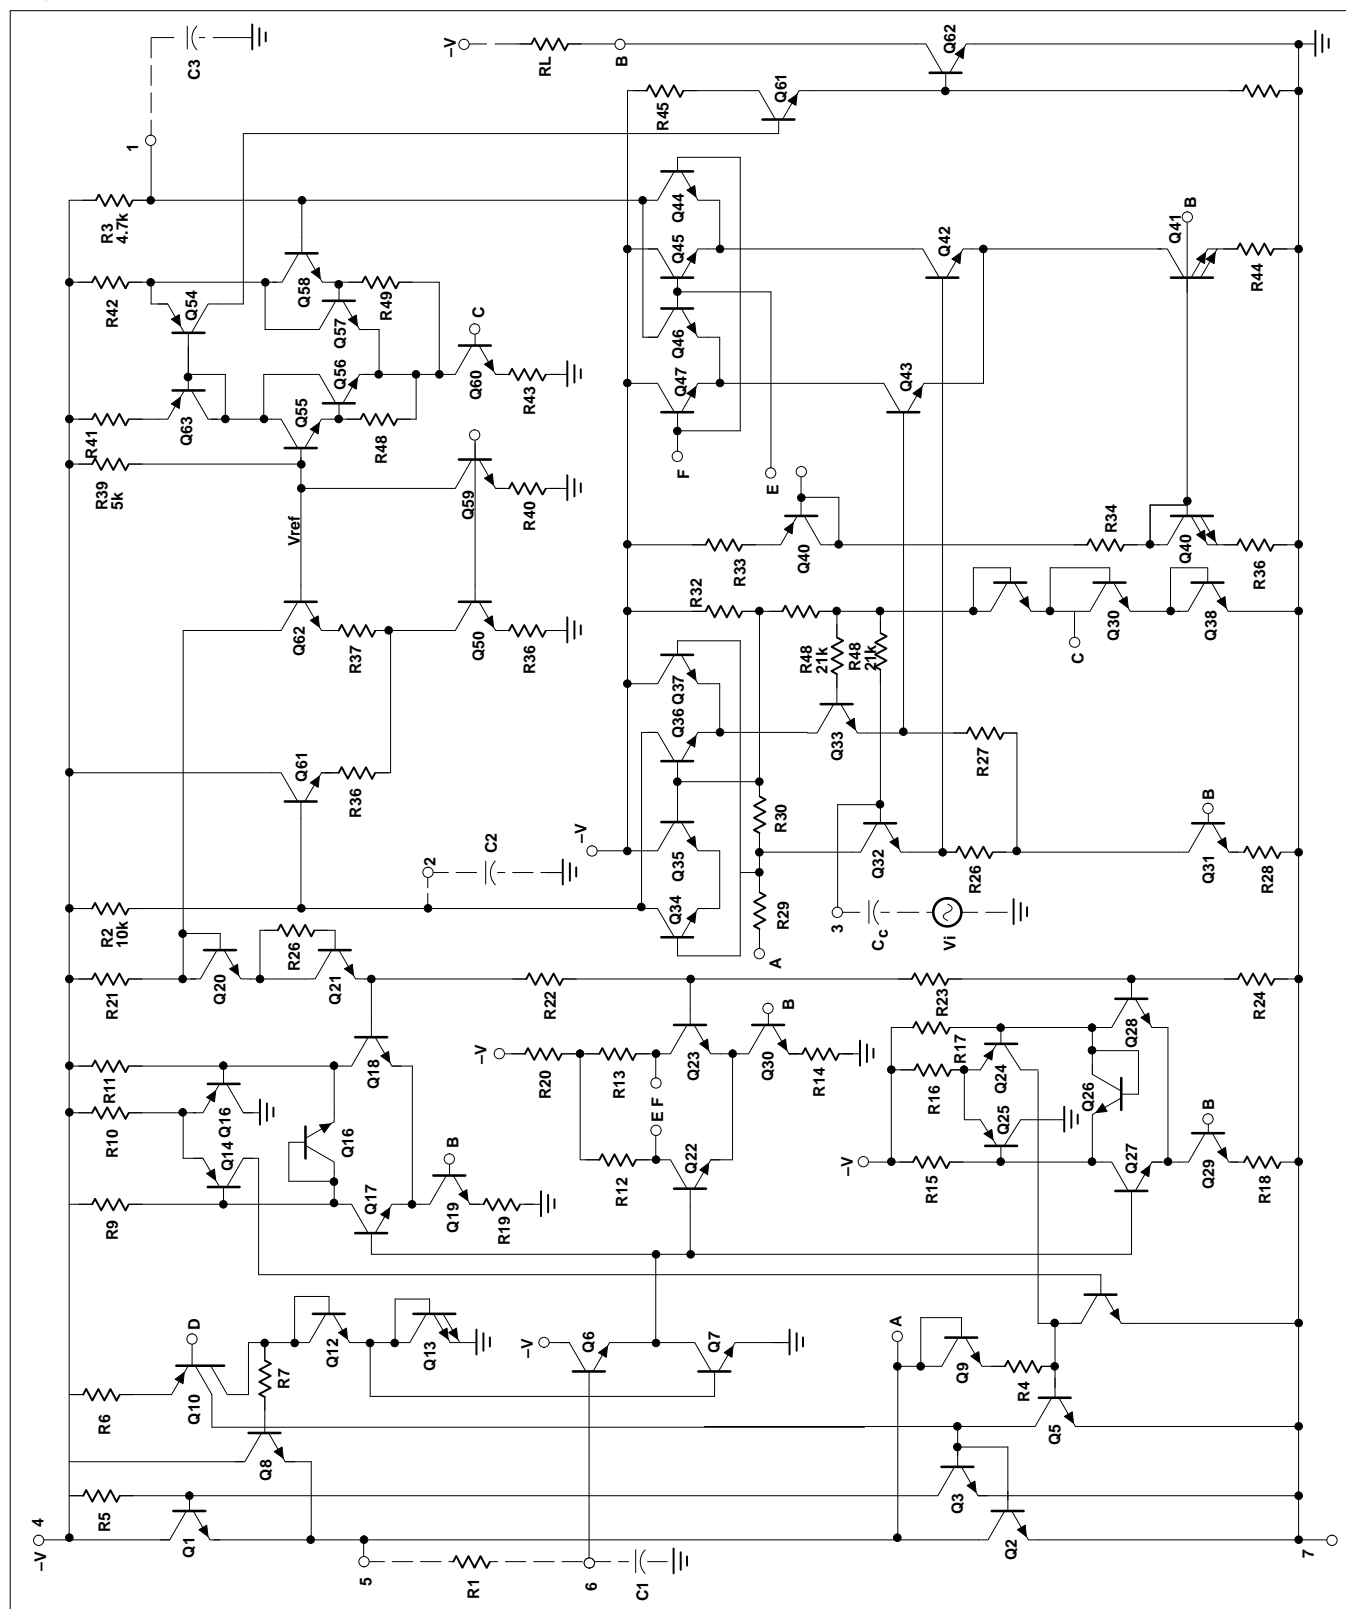 –V
4
R5
Q1
R6
D
Q10
Q8
R7
Q12
Q13
5
R1
6
C1
–V
Q6
Q7
A
Q9
R4
Q5
Q3
Q2
7
R9
R10
R11
Q14
Q16
Q16
Q17
Q18
B
Q19
R19
R21
Q20
R26
Q21
R22
–V
R20
R12
R13
E
F
Q22
Q23
B
Q30
R14
–V
R15
R16
R17
Q25
Q24
Q26
Q27
Q28
B
Q29
R18
R23
R24
R2
10k
2
C2
Q61
R36
Q62
R37
Vref
Q50
R36
Q59
R40
R39
5k
R41
Q63
Q54
R42
R3
4.7k
Q55
Q56
Q57
Q58
R48
R49
C
Q60
R43
1
C3
–V
Q34
Q35
Q36
Q37
A
R29
R30
R32
3
Cc
Vi
Q32
Q33
R48
21k
R48
21k
R26
R27
B
Q31
R28
R33
Q40
R34
Q40
R36
C
Q30
Q38
F
E
Q47
Q46
Q45
Q44
Q43
Q42
Q41
B
R44
R45
Q61
–V
RL
B
Q62